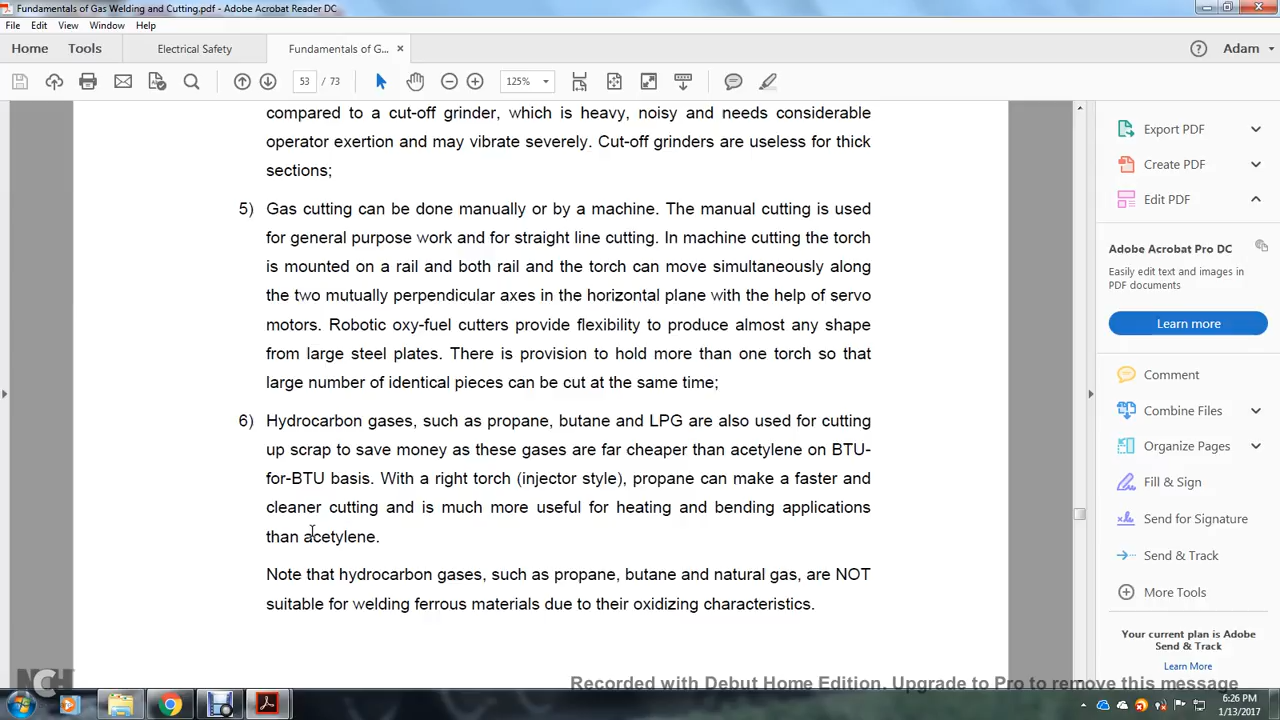 Fundamentals of Gas Welding and Cutting.pdf - Adobe Acrobat Reader DC
File Edit View Window Help
Home Tools Electrical Safety Fundamentals of G... × Adam
53 / 73 125%
compared to a cut-off grinder, which is heavy, noisy and needs considerable
operator exertion and may vibrate severely. Cut-off grinders are useless for thick
sections;
5) Gas cutting can be done manually or by a machine. The manual cutting is used
for general purpose work and for straight line cutting. In machine cutting the torch
is mounted on a rail and both rail and the torch can move simultaneously along
the two mutually perpendicular axes in the horizontal plane with the help of servo
motors. Robotic oxy-fuel cutters provide flexibility to produce almost any shape
from large steel plates. There is provision to hold more than one torch so that
large number of identical pieces can be cut at the same time;
6) Hydrocarbon gases, such as propane, butane and LPG are also used for cutting
up scrap to save money as these gases are far cheaper than acetylene on BTU-
for-BTU basis. With a right torch (injector style), propane can make a faster and
cleaner cutting and is much more useful for heating and bending applications
than acetylene.
Note that hydrocarbon gases, such as propane, butane and natural gas, are NOT
suitable for welding ferrous materials due to their oxidizing characteristics.
Export PDF
Create PDF
Edit PDF
Adobe Acrobat Pro DC
Easily edit text and images in
PDF documents
Learn more
Comment
Combine Files
Organize Pages
Fill & Sign
Send for Signature
Send & Track
More Tools
Your current plan is Adobe
Send & Track
Learn More
NCH
Recorded with Debut Home Edition. Upgrade to Pro to remove this message
6:26 PM
1/13/2017